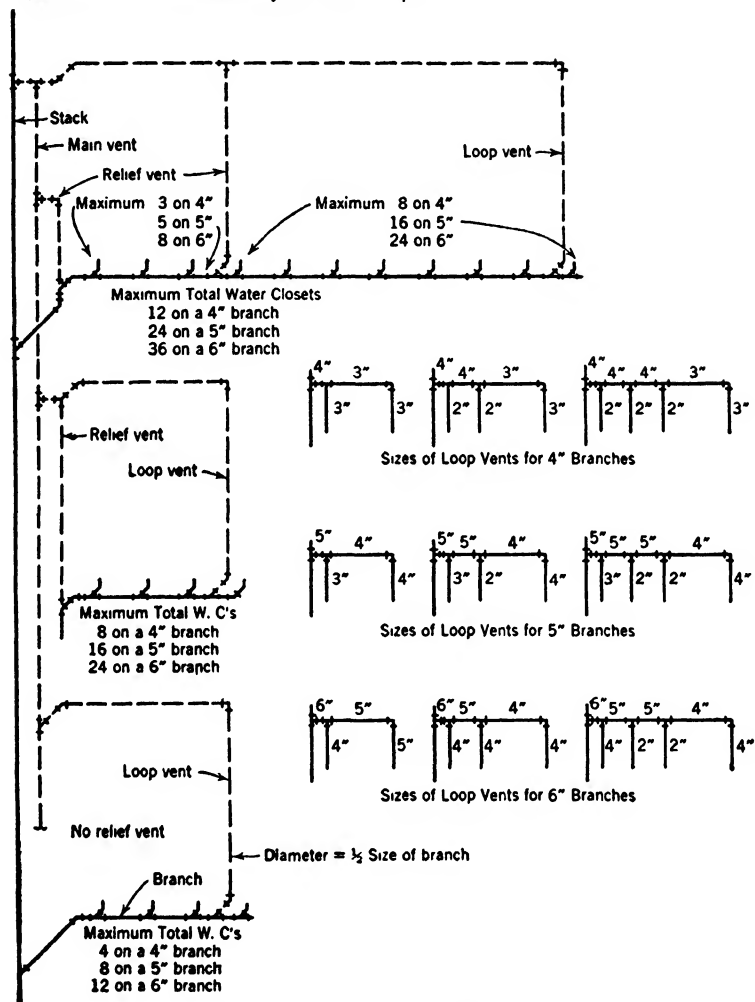 Stack
Main vent
Loop vent
Relief vent
Maximum 3 on 4"
5 on 5"
8 on 6"
Maximum 8 on 4"
16 on 5"
24 on 6"
Maximum Total Water Closets
12 on a 4" branch
24 on a 5" branch
36 on a 6" branch
4" 3"
3" 3"
4" 4" 3"
2" 2" 3"
4" 4" 4" 3"
2" 2" 2" 3"
Sizes of Loop Vents for 4" Branches
Relief vent
Loop vent
5" 4"
3" 4"
5" 5" 4"
3" 2" 4"
5" 5" 5" 4"
3" 2" 2" 4"
Sizes of Loop Vents for 5" Branches
Maximum Total W. C's
8 on a 4" branch
16 on a 5" branch
24 on a 6" branch
6" 5"
4" 5"
6" 5" 4"
4" 4" 4"
6" 5" 5" 4"
4" 2" 2" 4"
Sizes of Loop Vents for 6" Branches
Loop vent
No relief vent
Diameter = ½ Size of branch
Branch
Maximum Total W. C's
4 on a 4" branch
8 on a 5" branch
12 on a 6" branch